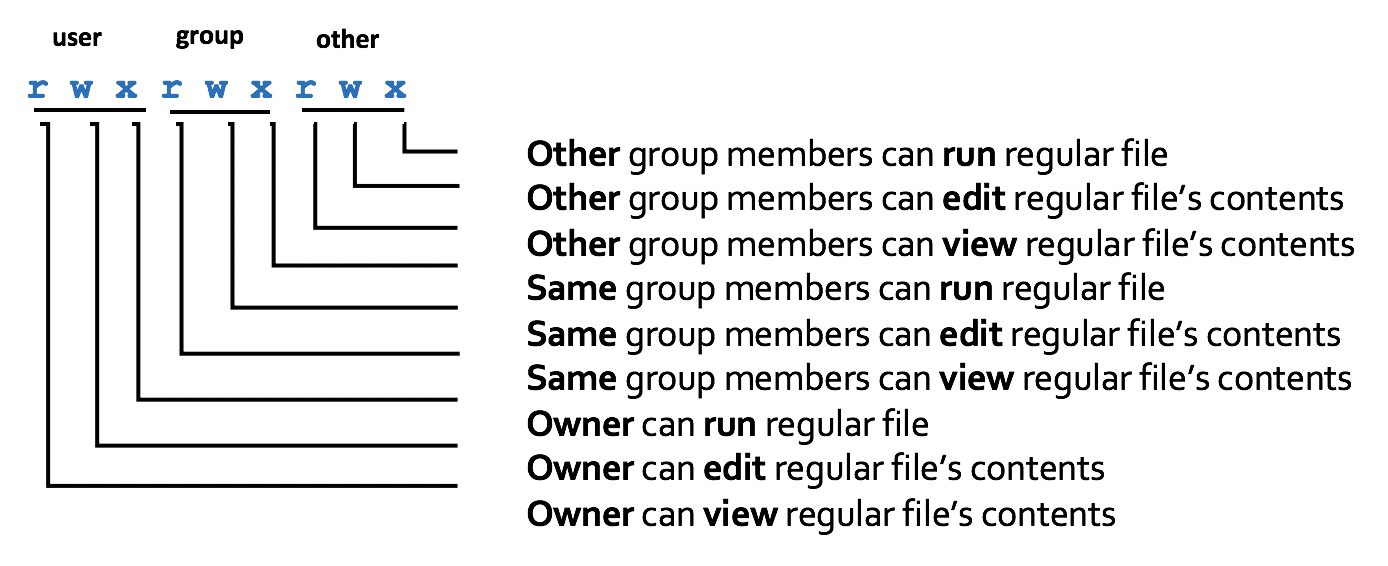 user group other
r w x r w x r w x
Other group members can run regular file
Other group members can edit regular file’s contents
Other group members can view regular file’s contents
Same group members can run regular file
Same group members can edit regular file’s contents
Same group members can view regular file’s contents
Owner can run regular file
Owner can edit regular file’s contents
Owner can view regular file’s contents